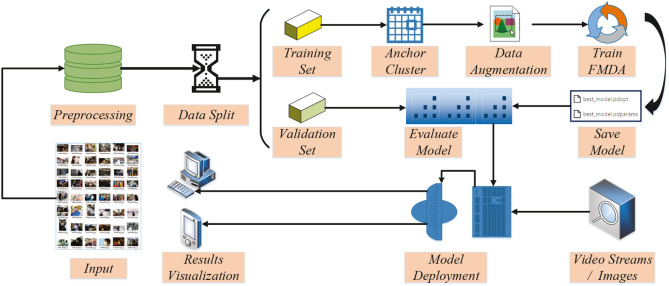 Training
Set
Anchor
Cluster
Data
Augmentation
Train
FMDA
Preprocessing
Data Split
best_model.pdopt
best_model.pdparams
Validation
Set
Evaluate
Model
Save
Model
Input
Results
Visualization
Model
Deployment
Video Streams
/ Images